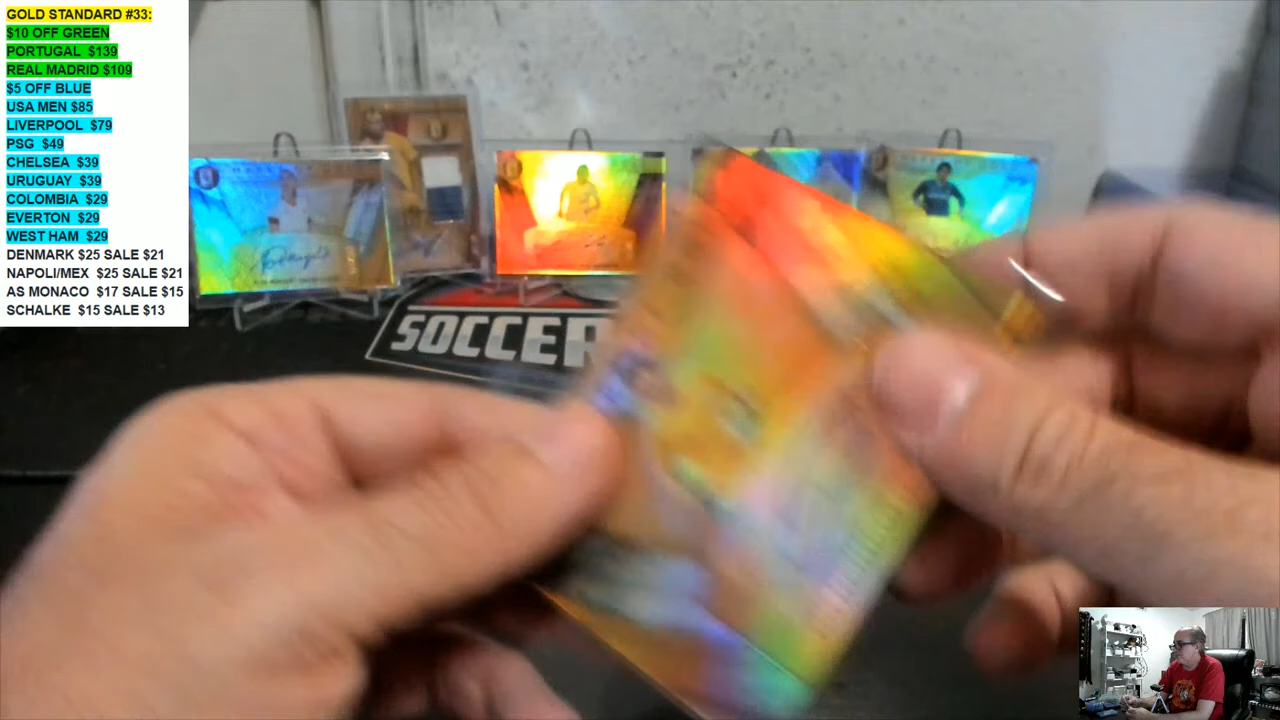 GOLD STANDARD #33:
$10 OFF GREEN
PORTUGAL $139
REAL MADRID $109
$5 OFF BLUE
USA MEN $85
LIVERPOOL $79
PSG $49
CHELSEA $39
URUGUAY $39
COLOMBIA $29
EVERTON $29
WEST HAM $29
DENMARK $25 SALE $21
NAPOLI/MEX $25 SALE $21
AS MONACO $17 SALE $15
SCHALKE $15 SALE $13
SOCCER